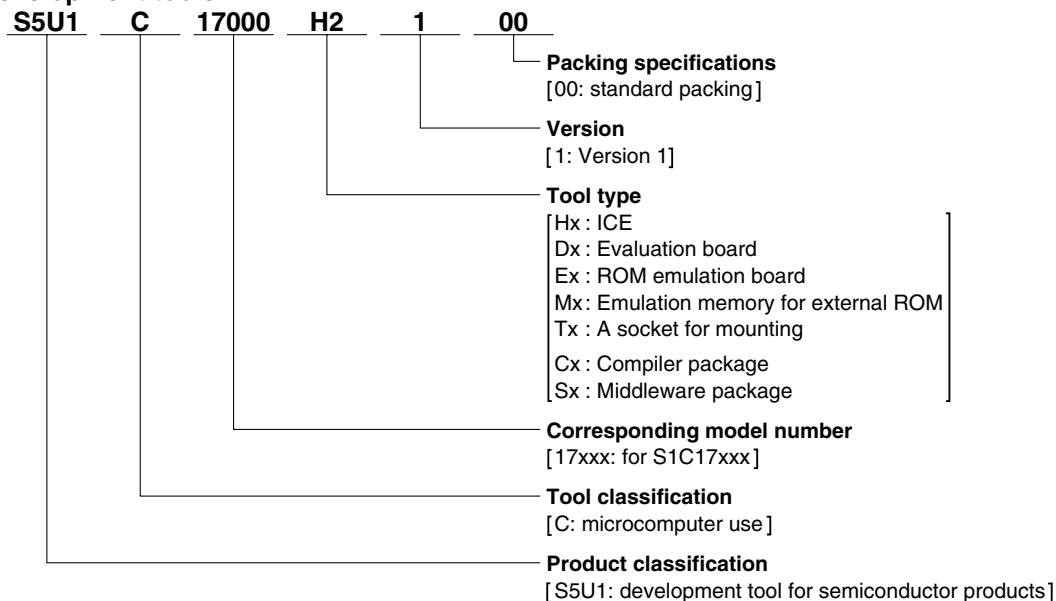 S5U1 C 17000 H2 1 00
Packing specifications
[00: standard packing]
Version
[1: Version 1]
Tool type
[Hx : ICE
Dx : Evaluation board
Ex : ROM emulation board
Mx: Emulation memory for external ROM
Tx : A socket for mounting
Cx : Compiler package
Sx : Middleware package]
Corresponding model number
[17xxx: for S1C17xxx]
Tool classification
[C: microcomputer use]
Product classification
[S5U1: development tool for semiconductor products]